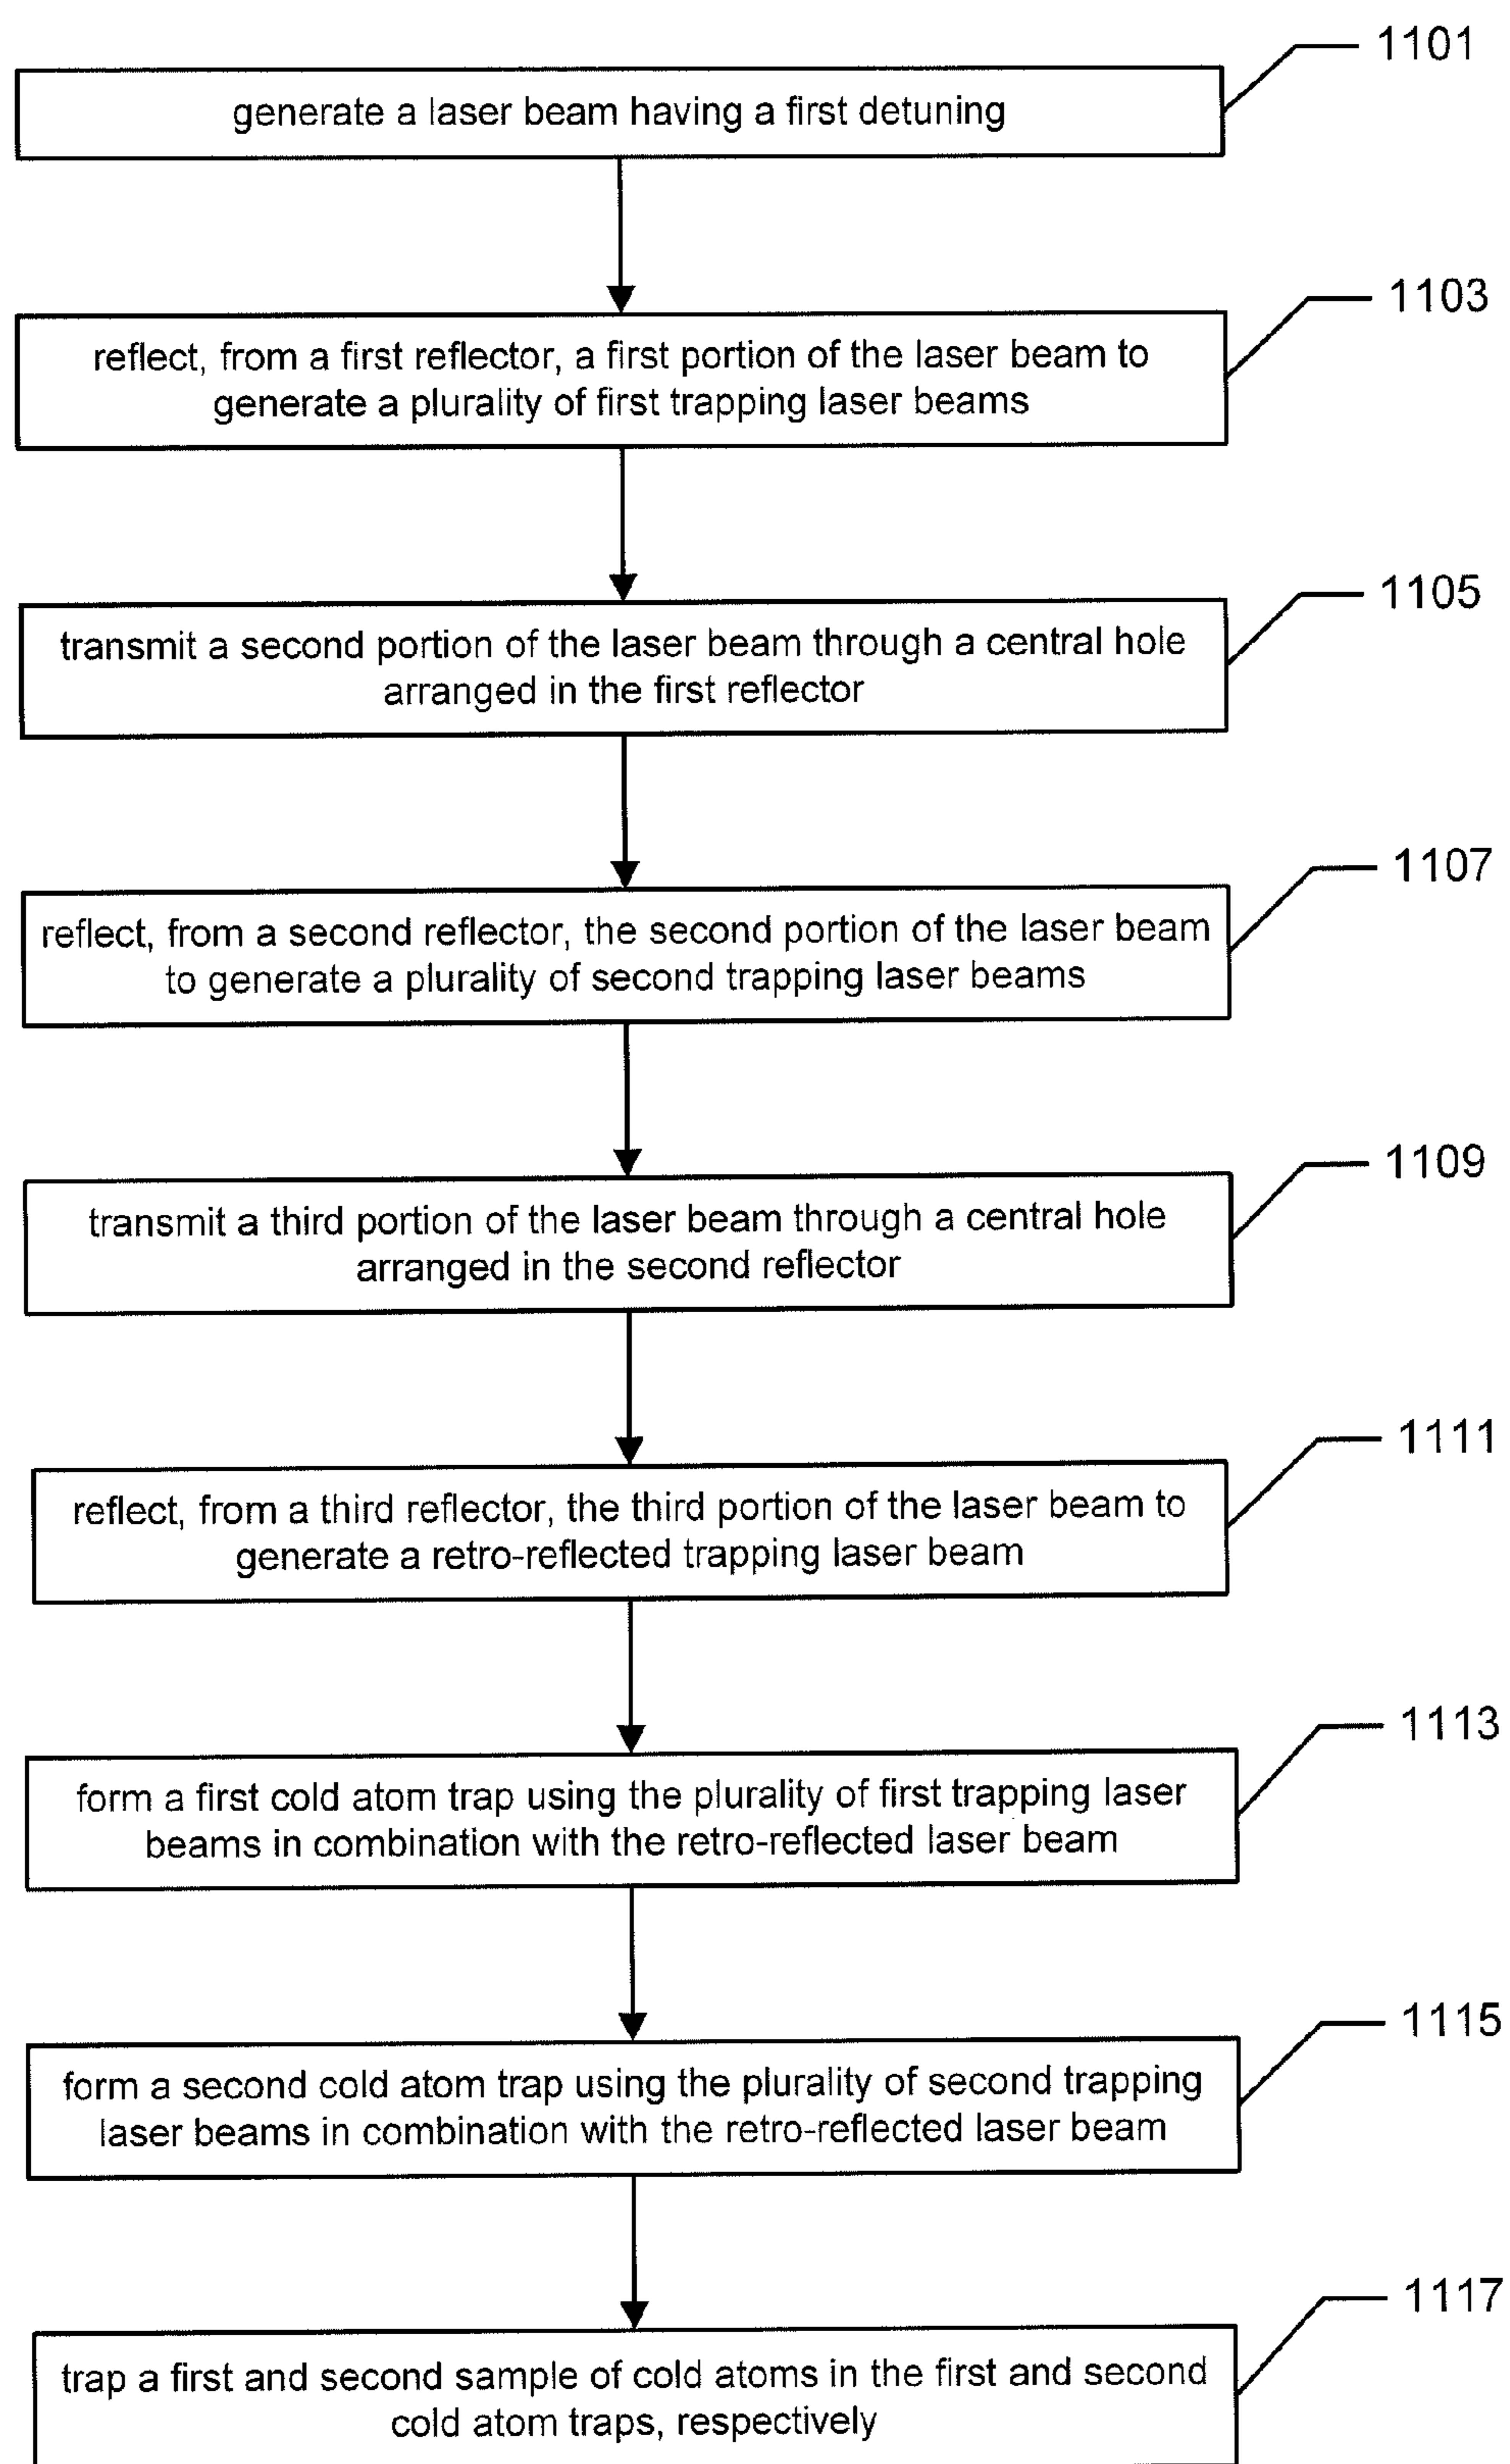 1101
generate a laser beam having a first detuning
1103
reflect, from a first reflector, a first portion of the laser beam to
generate a plurality of first trapping laser beams
1105
transmit a second portion of the laser beam through a central hole
arranged in the first reflector
1107
reflect, from a second reflector, the second portion of the laser beam
to generate a plurality of second trapping laser beams
1109
transmit a third portion of the laser beam through a central hole
arranged in the second reflector
1111
reflect, from a third reflector, the third portion of the laser beam to
generate a retro-reflected trapping laser beam
1113
form a first cold atom trap using the plurality of first trapping laser
beams in combination with the retro-reflected laser beam
1115
form a second cold atom trap using the plurality of second trapping
laser beams in combination with the retro-reflected laser beam
1117
trap a first and second sample of cold atoms in the first and second
cold atom traps, respectively